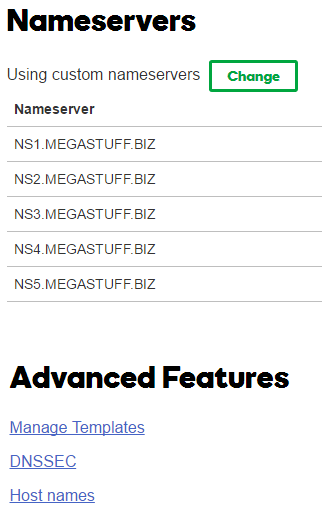 Nameservers
Using custom nameservers Change
Nameserver
NS1.MEGASTUFF.BIZ
NS2.MEGASTUFF.BIZ
NS3.MEGASTUFF.BIZ
NS4.MEGASTUFF.BIZ
NS5.MEGASTUFF.BIZ
Advanced Features
Manage Templates
DNSSEC
Host names